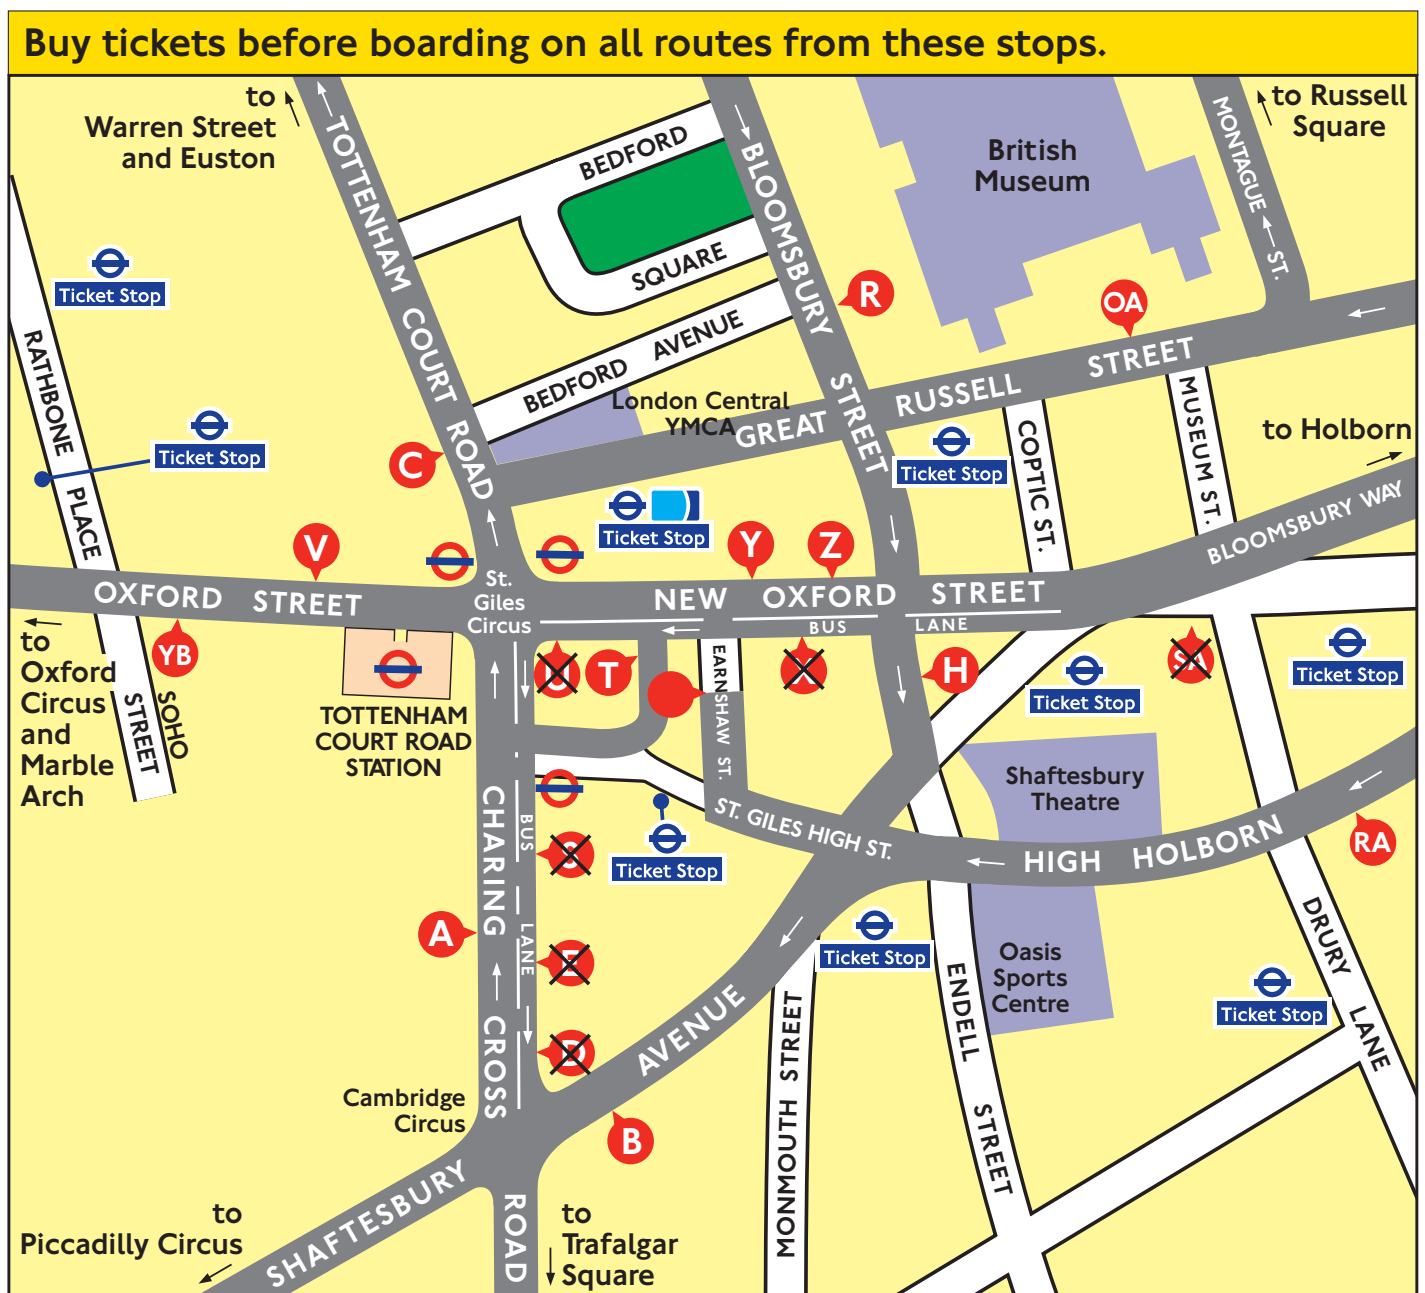 Buy tickets before boarding on all routes from these stops.
to
Warren Street
and Euston
TOTTENHAM COURT ROAD
BEDFORD
SQUARE
BEDFORD AVENUE
BLOOMSBURY STREET
British
Museum
MONTAGUE ST.
to Russell
Square
Ticket Stop
RATHBONE PLACE
Ticket Stop
R
OA
London Central
YMCA
GREAT RUSSELL STREET
C
Ticket Stop
COPTIC ST.
MUSEUM ST.
to Holborn
BLOOMSBURY WAY
Ticket Stop
V
Y
Z
OXFORD STREET
St.
Giles
Circus
NEW OXFORD STREET
BUS LANE
to
Oxford
Circus
and
Marble
Arch
YB
SOHO
STREET
TOTTENHAM
COURT ROAD
STATION
U
T
EARNSHAW ST.
X
H
SA
Ticket Stop
Ticket Stop
Shaftesbury
Theatre
CHARING CROSS ROAD
BUS LANE
S
Ticket Stop
ST. GILES HIGH ST.
HIGH HOLBORN
RA
A
E
D
Ticket Stop
Oasis
Sports
Centre
Ticket Stop
DRURY LANE
ENDELL STREET
MONMOUTH STREET
Cambridge
Circus
B
SHAFTESBURY AVENUE
to
Piccadilly Circus
to
Trafalgar
Square